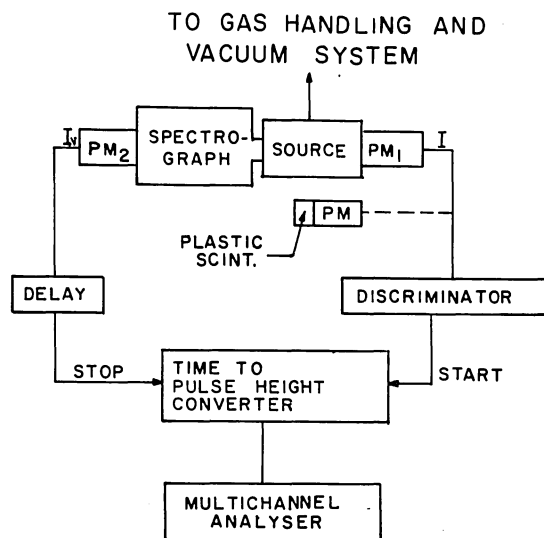 TO GAS HANDLING AND
VACUUM SYSTEM
Iν
PM2
SPECTRO-
GRAPH
SOURCE
PM1
I
PM
PLASTIC
SCINT.
DELAY
DISCRIMINATOR
STOP
TIME TO
PULSE HEIGHT
CONVERTER
START
MULTICHANNEL
ANALYSER